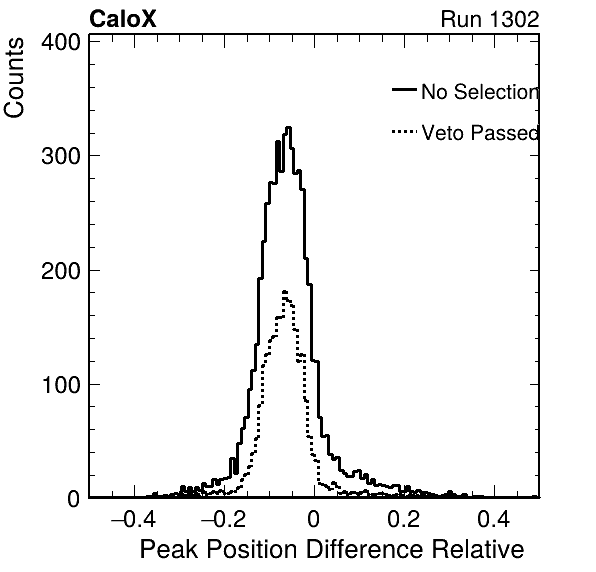 CaloX Run 1302
Counts
400
300
200
100
0
No Selection
Veto Passed
−0.4 −0.2 0 0.2 0.4
Peak Position Difference Relative